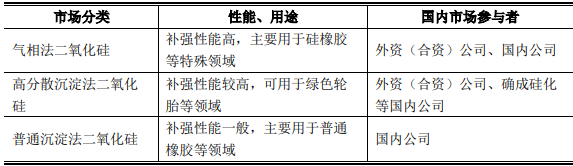 市场分类 性能、用途 国内市场参与者
气相法二氧化硅 补强性能高，主要用于硅橡胶等特殊领域 外资（合资）公司、国内公司
高分散沉淀法二氧化硅 补强性能较高，可用于绿色轮胎等领域 外资（合资）公司、确成硅化等国内公司
普通沉淀法二氧化硅 补强性能一般，主要用于普通橡胶等领域 国内公司